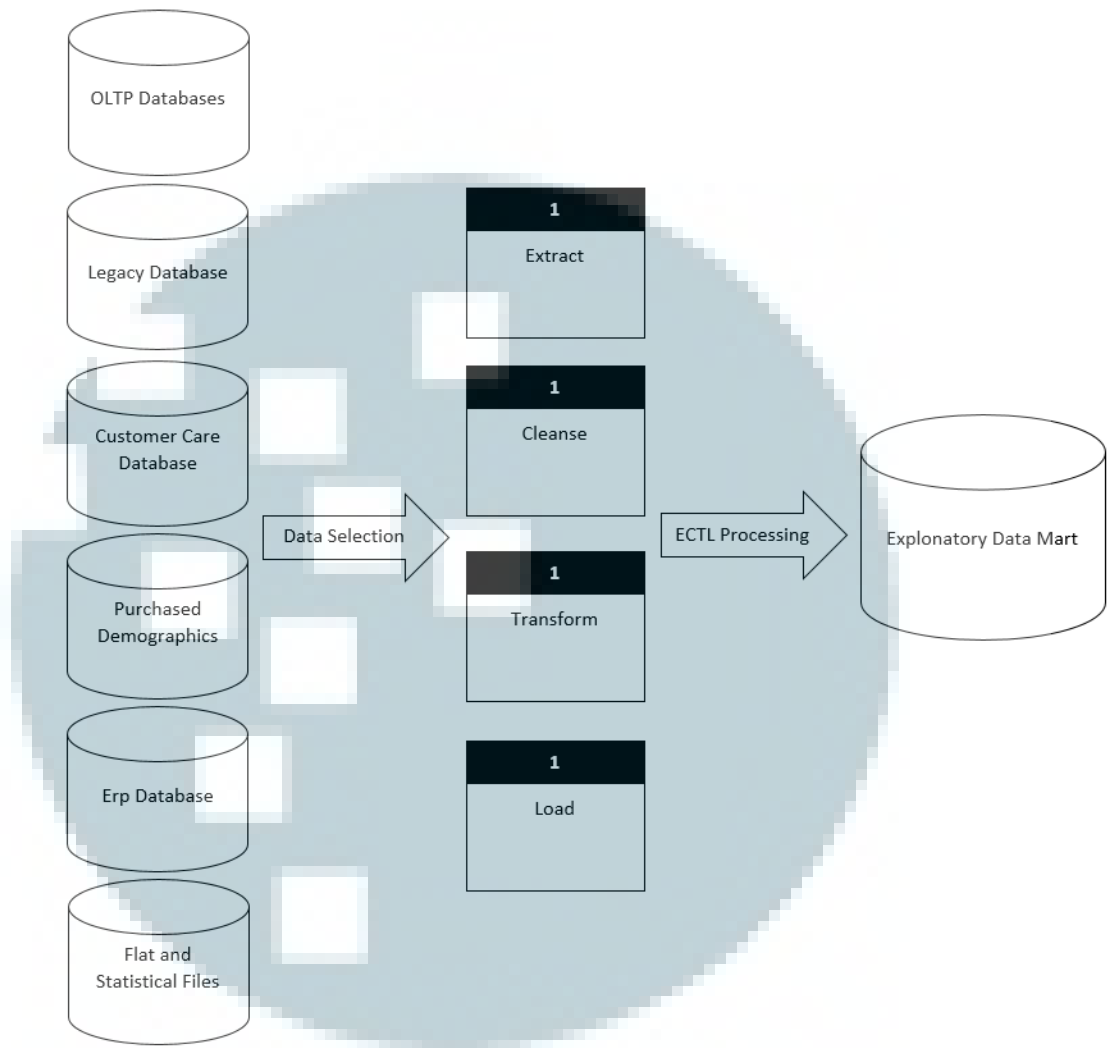 OLTP Databases
Legacy Database
Customer Care
Database
Purchased
Demographics
Erp Database
Flat and
Statistical Files
Data Selection
1
Extract
1
Cleanse
1
Transform
1
Load
ECTL Processing
Explonatory Data Mart